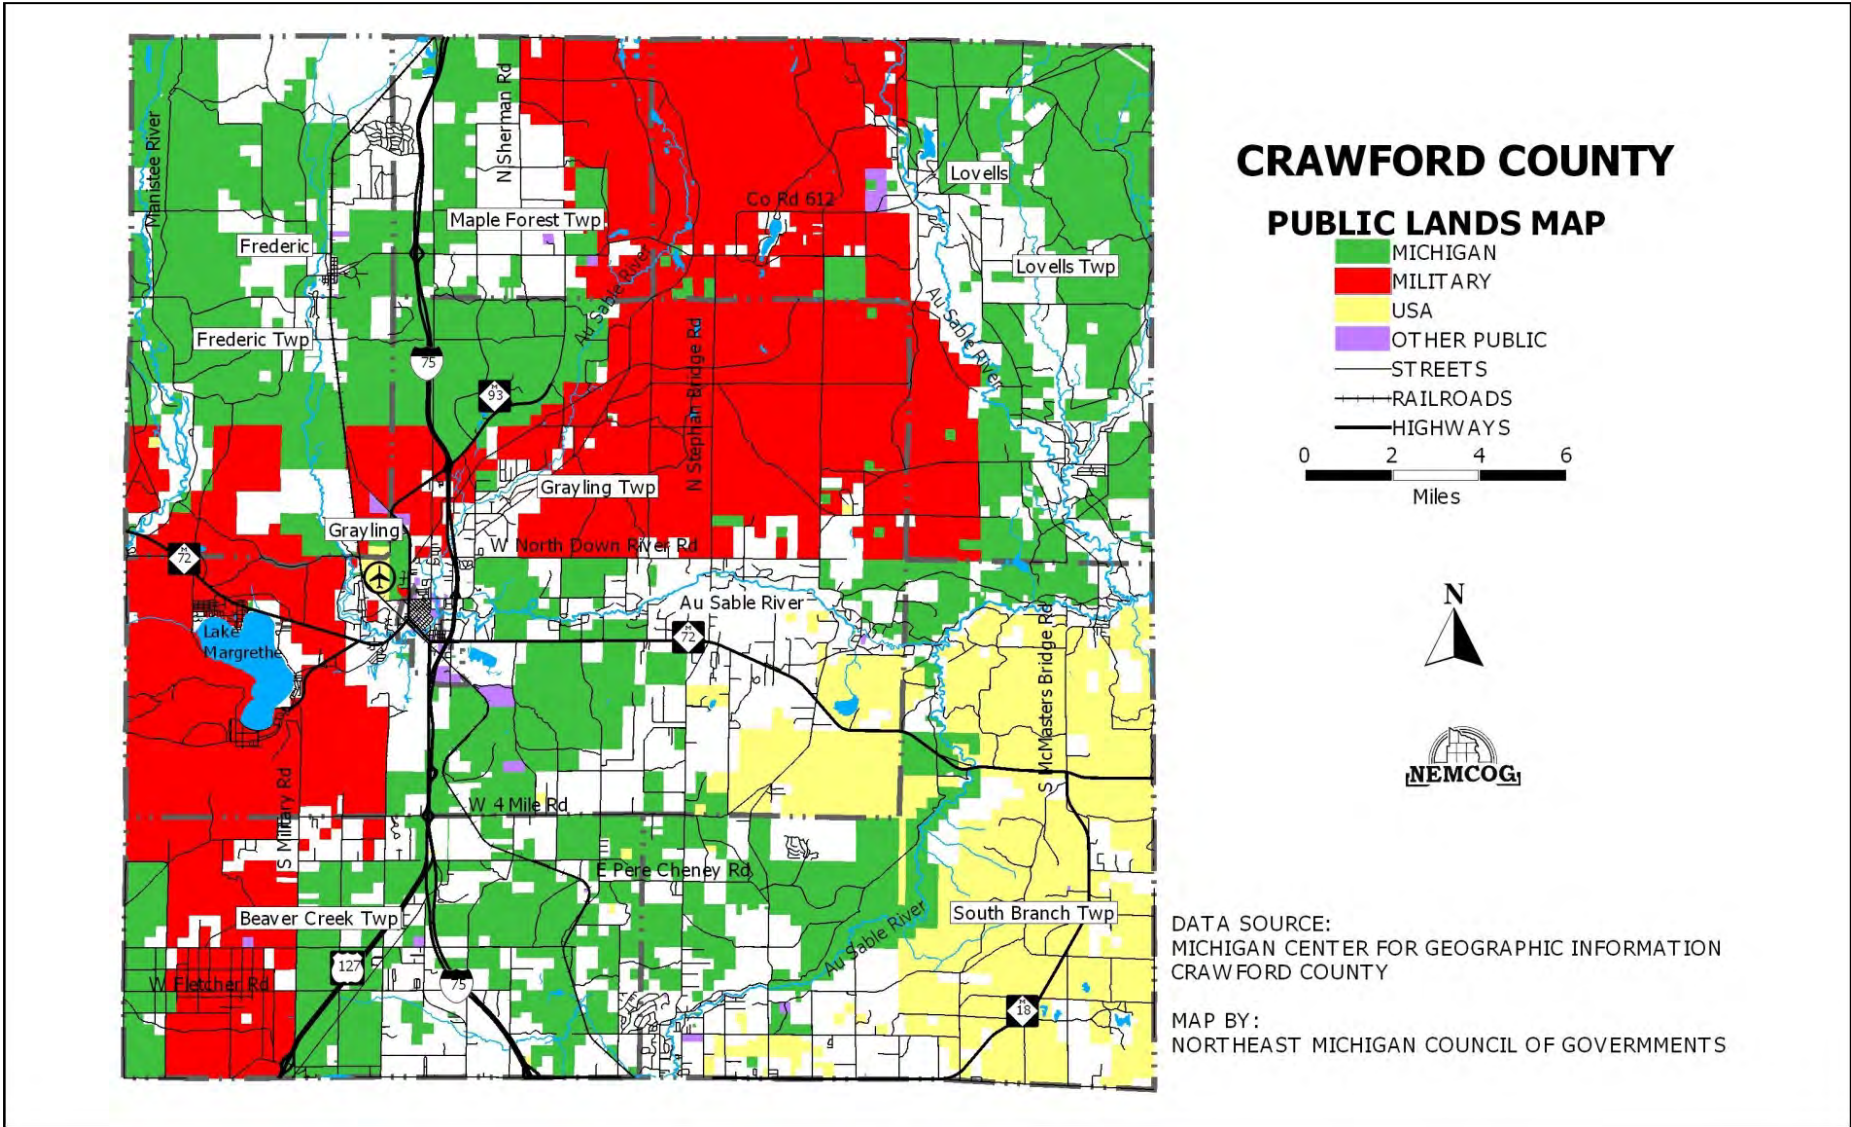 CRAWFORD COUNTY
PUBLIC LANDS MAP
MICHIGAN
MILITARY
USA
OTHER PUBLIC
STREETS
RAILROADS
HIGHWAYS
0 2 4 6
Miles
N
NEMCOG
DATA SOURCE:
MICHIGAN CENTER FOR GEOGRAPHIC INFORMATION
CRAWFORD COUNTY
MAP BY:
NORTHEAST MICHIGAN COUNCIL OF GOVERMMENTS
Manistee River
N Sherman Rd
Lovells
Co Rd 612
Maple Forest Twp
Frederic
Lovells Twp
Au Sable River
Au Sable River
Frederic Twp
75
M
93
N Stephan Bridge Rd
Grayling Twp
Grayling
W North Down River Rd
M
72
Au Sable River
Lake
Margrethe
M
72
S McMasters Bridge Rd
S Military Rd
W 4 Mile Rd
E Pere Cheney Rd
Beaver Creek Twp
South Branch Twp
Au Sable River
127
W Fletcher Rd
75
M
18